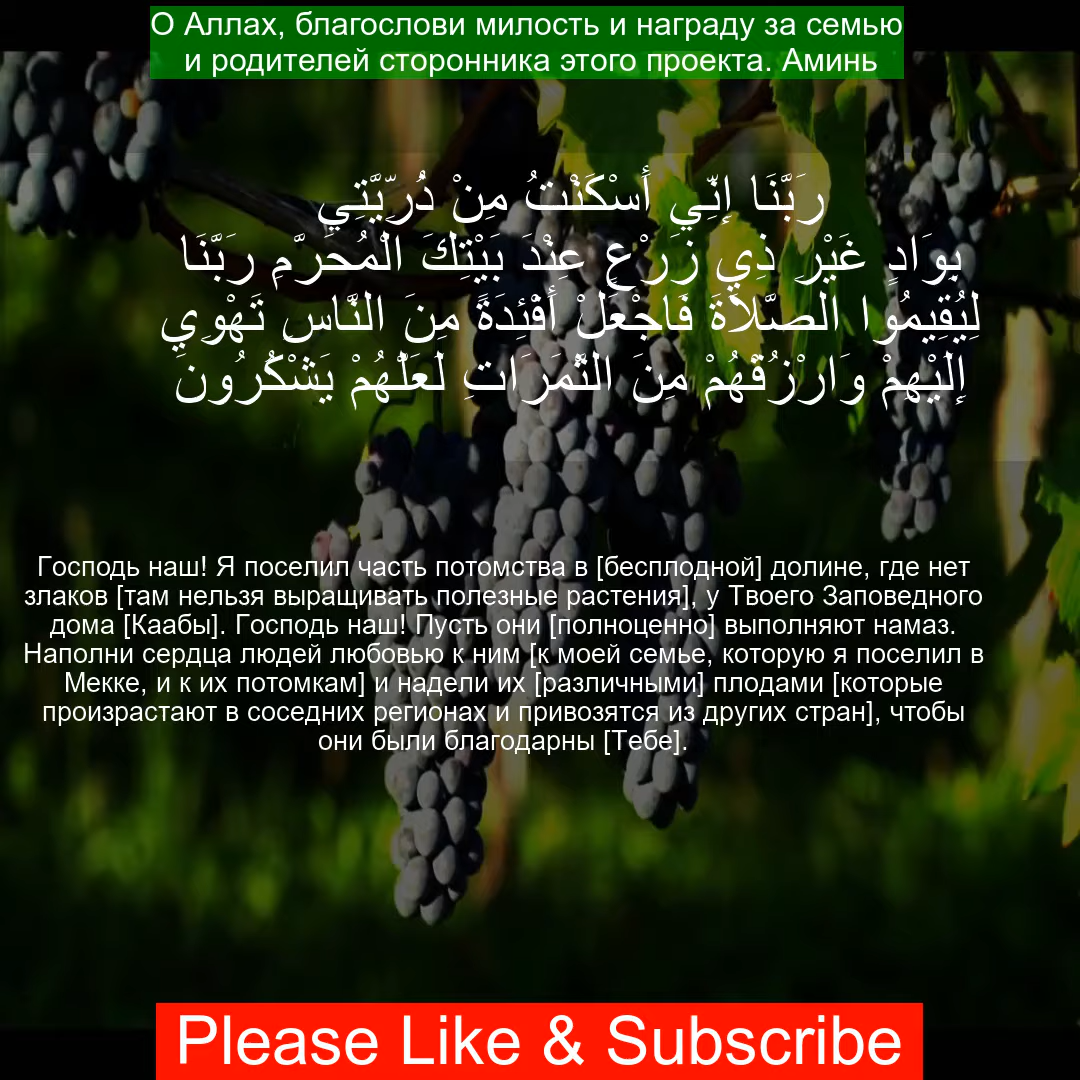 О Аллах, благослови милость и награду за семью
и родителей сторонника этого проекта. Аминь
رَبَّنَا إِنِّي أَسْكَنْتُ مِنْ ذُرِّيَّتِي
بِوَادٍ غَيْرِ ذِي زَرْعٍ عِنْدَ بَيْتِكَ الْمُحَرَّمِ رَبَّنَا
لِيُقِيمُوا الصَّلَاةَ فَاجْعَلْ أَفْئِدَةً مِنَ النَّاسِ تَهْوِي
إِلَيْهِمْ وَارْزُقْهُمْ مِنَ الثَّمَرَاتِ لَعَلَّهُمْ يَشْكُرُونَ
Господь наш! Я поселил часть потомства в [бесплодной] долине, где нет
злаков [там нельзя выращивать полезные растения], у Твоего Заповедного
дома [Каабы]. Господь наш! Пусть они [полноценно] выполняют намаз.
Наполни сердца людей любовью к ним [к моей семье, которую я поселил в
Мекке, и к их потомкам] и надели их [различными] плодами [которые
произрастают в соседних регионах и привозятся из других стран], чтобы
они были благодарны [Тебе].
Please Like & Subscribe